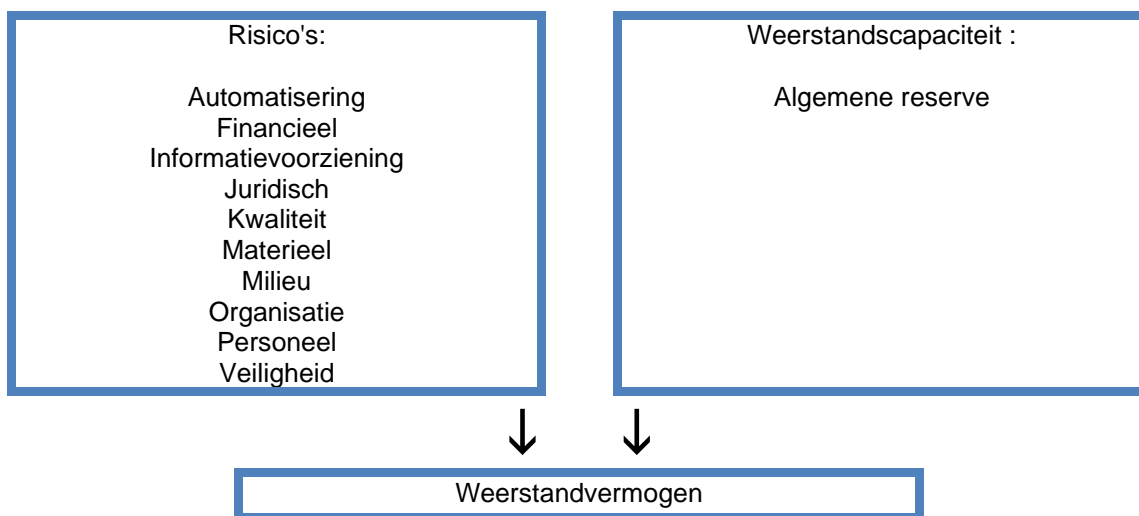 Risico's:
Automatisering
Financieel
Informatievoorziening
Juridisch
Kwaliteit
Materieel
Milieu
Organisatie
Personeel
Veiligheid
Weerstandscapaciteit :
Algemene reserve
Weerstandvermogen